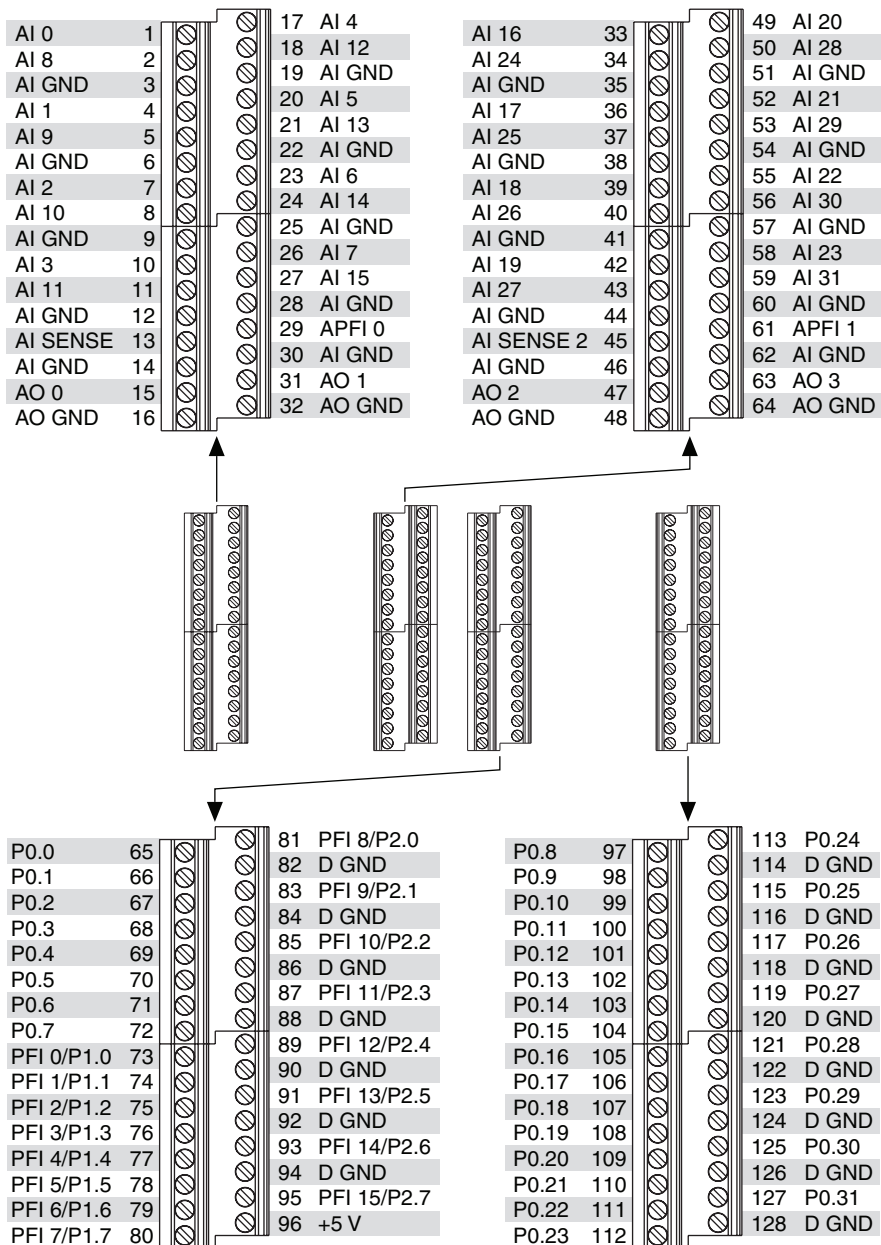 AI 0 1
AI 8 2
AI GND 3
AI 1 4
AI 9 5
AI GND 6
AI 2 7
AI 10 8
AI GND 9
AI 3 10
AI 11 11
AI GND 12
AI SENSE 13
AI GND 14
AO 0 15
AO GND 16
17 AI 4
18 AI 12
19 AI GND
20 AI 5
21 AI 13
22 AI GND
23 AI 6
24 AI 14
25 AI GND
26 AI 7
27 AI 15
28 AI GND
29 APFI 0
30 AI GND
31 AO 1
32 AO GND
AI 16 33
AI 24 34
AI GND 35
AI 17 36
AI 25 37
AI GND 38
AI 18 39
AI 26 40
AI GND 41
AI 19 42
AI 27 43
AI GND 44
AI SENSE 2 45
AI GND 46
AO 2 47
AO GND 48
49 AI 20
50 AI 28
51 AI GND
52 AI 21
53 AI 29
54 AI GND
55 AI 22
56 AI 30
57 AI GND
58 AI 23
59 AI 31
60 AI GND
61 APFI 1
62 AI GND
63 AO 3
64 AO GND
P0.0 65
P0.1 66
P0.2 67
P0.3 68
P0.4 69
P0.5 70
P0.6 71
P0.7 72
PFI 0/P1.0 73
PFI 1/P1.1 74
PFI 2/P1.2 75
PFI 3/P1.3 76
PFI 4/P1.4 77
PFI 5/P1.5 78
PFI 6/P1.6 79
PFI 7/P1.7 80
81 PFI 8/P2.0
82 D GND
83 PFI 9/P2.1
84 D GND
85 PFI 10/P2.2
86 D GND
87 PFI 11/P2.3
88 D GND
89 PFI 12/P2.4
90 D GND
91 PFI 13/P2.5
92 D GND
93 PFI 14/P2.6
94 D GND
95 PFI 15/P2.7
96 +5 V
P0.8 97
P0.9 98
P0.10 99
P0.11 100
P0.12 101
P0.13 102
P0.14 103
P0.15 104
P0.16 105
P0.17 106
P0.18 107
P0.19 108
P0.20 109
P0.21 110
P0.22 111
P0.23 112
113 P0.24
114 D GND
115 P0.25
116 D GND
117 P0.26
118 D GND
119 P0.27
120 D GND
121 P0.28
122 D GND
123 P0.29
124 D GND
125 P0.30
126 D GND
127 P0.31
128 D GND